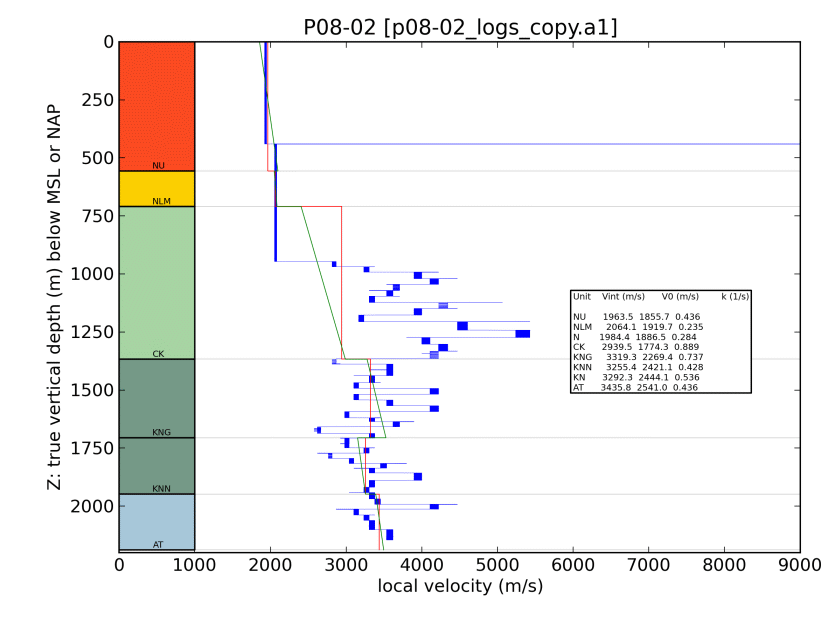 P08-02 [p08-02_logs_copy.a1]
Z: true vertical depth (m) below MSL or NAP
0
250
500
750
1000
1250
1500
1750
2000
NU
NLM
CK
KNG
KNN
AT
Unit Vint (m/s) V0 (m/s) k (1/s)
NU 1963.5 1855.7 0.436
NLM 2064.1 1919.7 0.235
N 1984.4 1886.5 0.284
CK 2939.5 1774.3 0.889
KNG 3319.3 2269.4 0.737
KNN 3255.4 2421.1 0.428
KN 3292.3 2444.1 0.536
AT 3435.8 2541.0 0.436
0 1000 2000 3000 4000 5000 6000 7000 8000 9000
local velocity (m/s)